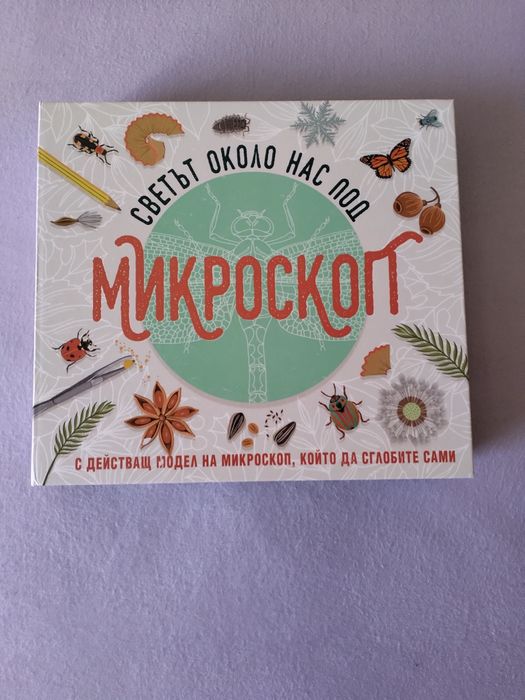 СВЕТЪТ ОКОЛО НАС ПОД
МИКРОСКОП
С ДЕЙСТВАЩ МОДЕЛ НА МИКРОСКОП, КОЙТО ДА СГЛОБИТЕ САМИ